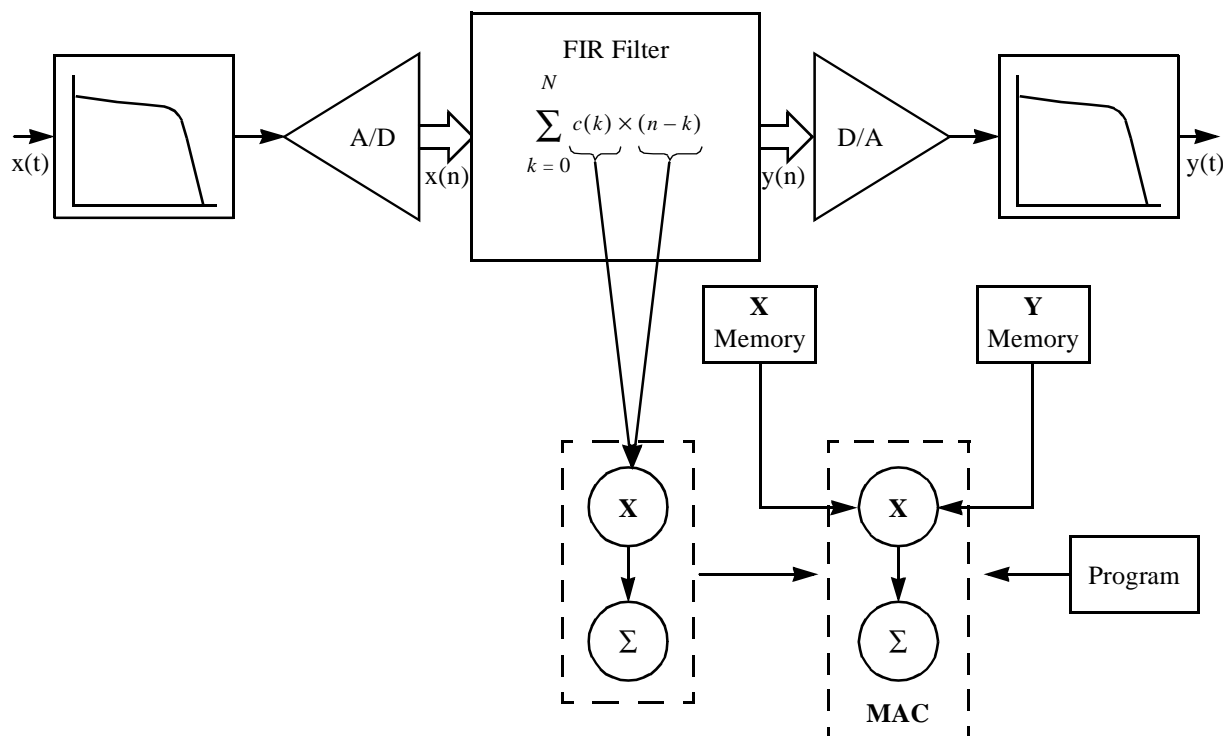 FIR Filter
N
∑ c(k) × (n – k)
k = 0
A/D
D/A
x(t)
x(n)
y(n)
y(t)
X
Memory
Y
Memory
X
X
Program
Σ
Σ
MAC